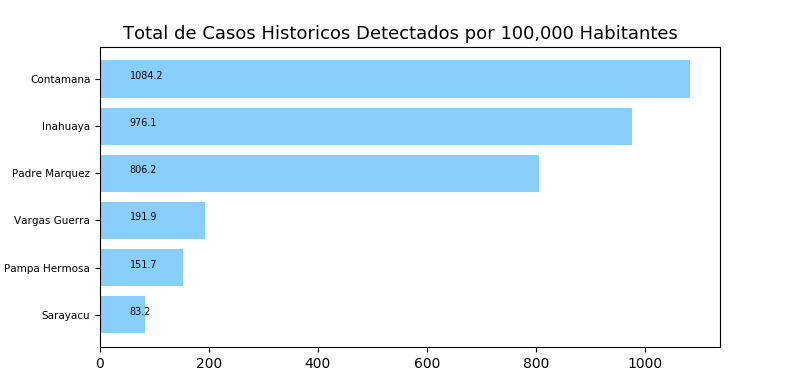 Total de Casos Historicos Detectados por 100,000 Habitantes
Contamana 1084.2
Inahuaya 976.1
Padre Marquez 806.2
Vargas Guerra 191.9
Pampa Hermosa 151.7
Sarayacu 83.2
0 200 400 600 800 1000